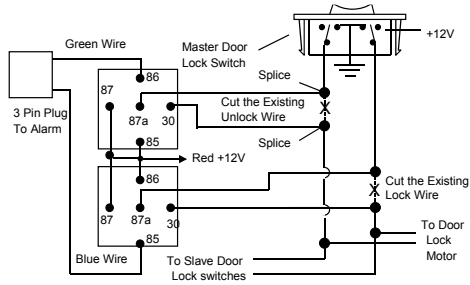 Green Wire
Master Door
Lock Switch
+12V
Splice
86
87
3 Pin Plug
To Alarm
87a
30
Cut the Existing
Unlock Wire
85
Splice
Red +12V
86
Cut the Existing
Lock Wire
87
87a
30
85
To Door
Lock
Motor
Blue Wire
To Slave Door
Lock switches